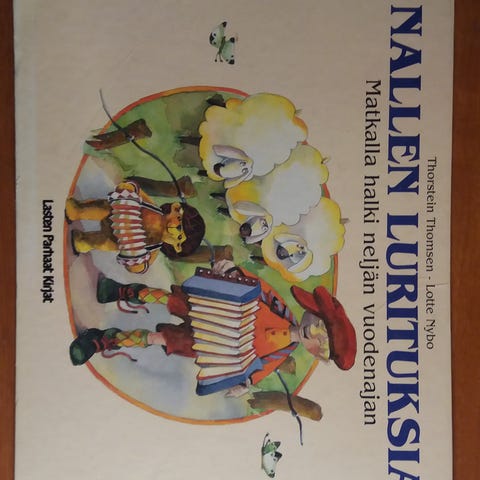 Thorstein Thomsen - Lotte Nybo
NALLEN LURITUKSIA
Matkalla halki neljän vuodenajan
Lasten Parhaat Kirjat